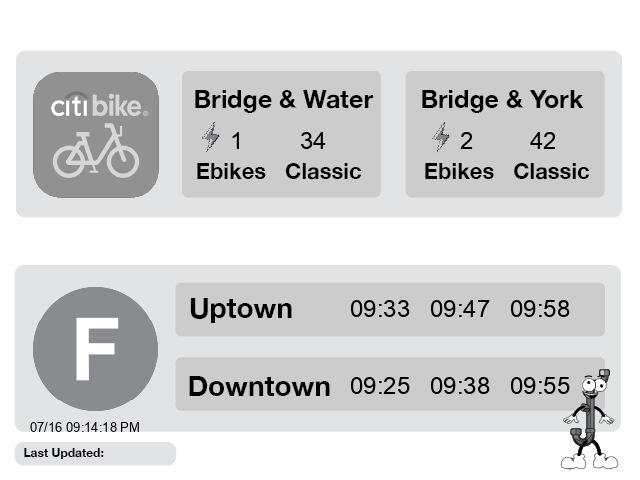 citi bike®
Bridge & Water
1 34
Ebikes Classic
Bridge & York
2 42
Ebikes Classic
F
Uptown 09:33 09:47 09:58
Downtown 09:25 09:38 09:55
07/16 09:14:18 PM
Last Updated: